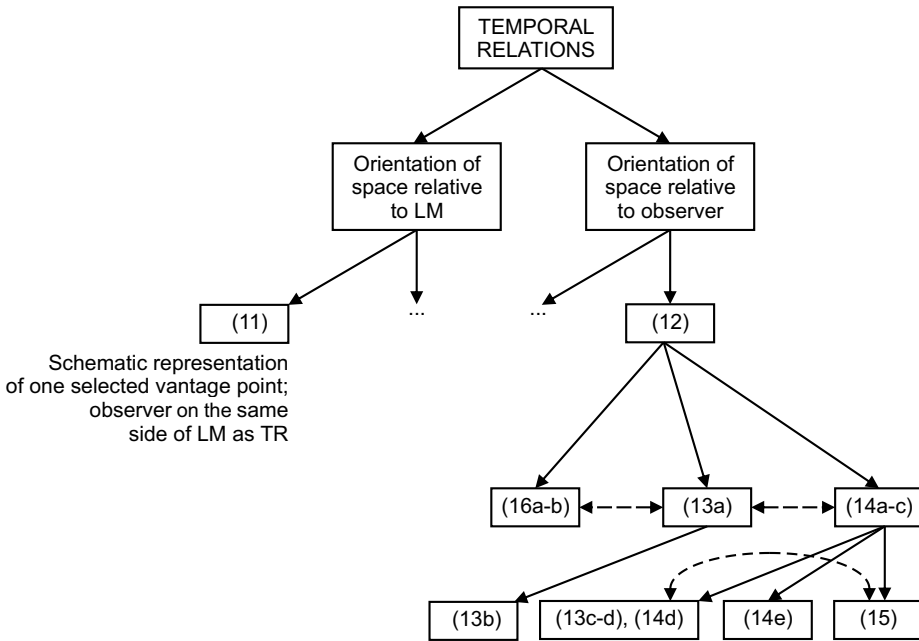 TEMPORAL
RELATIONS
Orientation of
space relative
to LM
Orientation of
space relative
to observer
(11)
...
...
(12)
Schematic representation
of one selected vantage point;
observer on the same
side of LM as TR
(16a-b)
(13a)
(14a-c)
(13b)
(13c-d), (14d)
(14e)
(15)